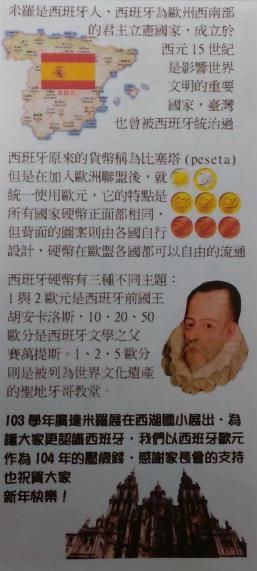 米羅是西班牙人，西班牙為歐州西南部
的君主立憲國家，成立於
西元15世紀
是影響世界
文明的重要
國家，臺灣
也曾被西班牙統治過
西班牙原來的貨幣稱為比塞塔(peseta)
但是在加入歐洲聯盟後，就
統一使用歐元，它的特點是
所有國家硬幣正面都相同，
但背面的圖案則由各國自行
設計，硬幣在歐盟各國都可以自由的流通
西班牙硬幣有三種不同主題：
1與2歐元是西班牙前國王
胡安卡洛斯，10、20、50
歐分是西班牙文學之父
賽萬提斯。1、2、5歐分
則是被列為世界文化遺產
的聖地牙哥教堂。
103學年廣達米羅展在西湖國小展出，為
讓大家更認識西班牙，我們以西班牙歐元
作為104年的壓歲錢，感謝家長會的支持
也祝賀大家
新年快樂！